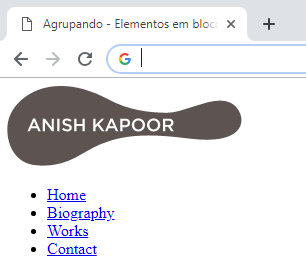 Agrupando - Elementos em bloc
ANISH KAPOOR
Home
Biography
Works
Contact